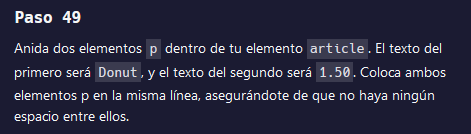 Paso 49
Anida dos elementos p dentro de tu elemento article. El texto del
primero será Donut, y el texto del segundo será 1.50. Coloca ambos
elementos p en la misma línea, asegurándote de que no haya ningún
espacio entre ellos.